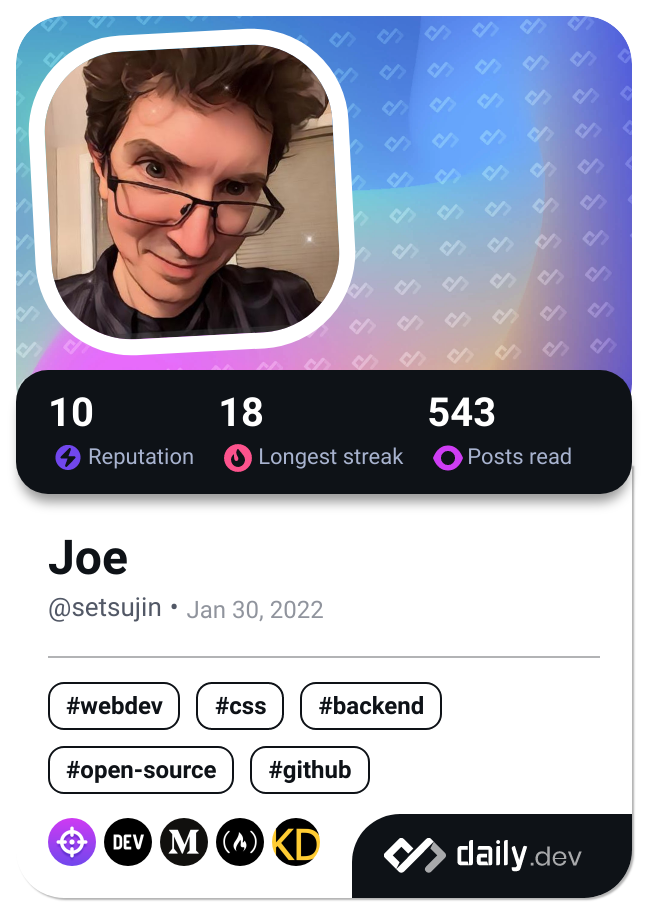 10 18 543
Reputation Longest streak Posts read
Joe
@setsujin • Jan 30, 2022
#webdev #css #backend
#open-source #github
DEV M KD daily.dev